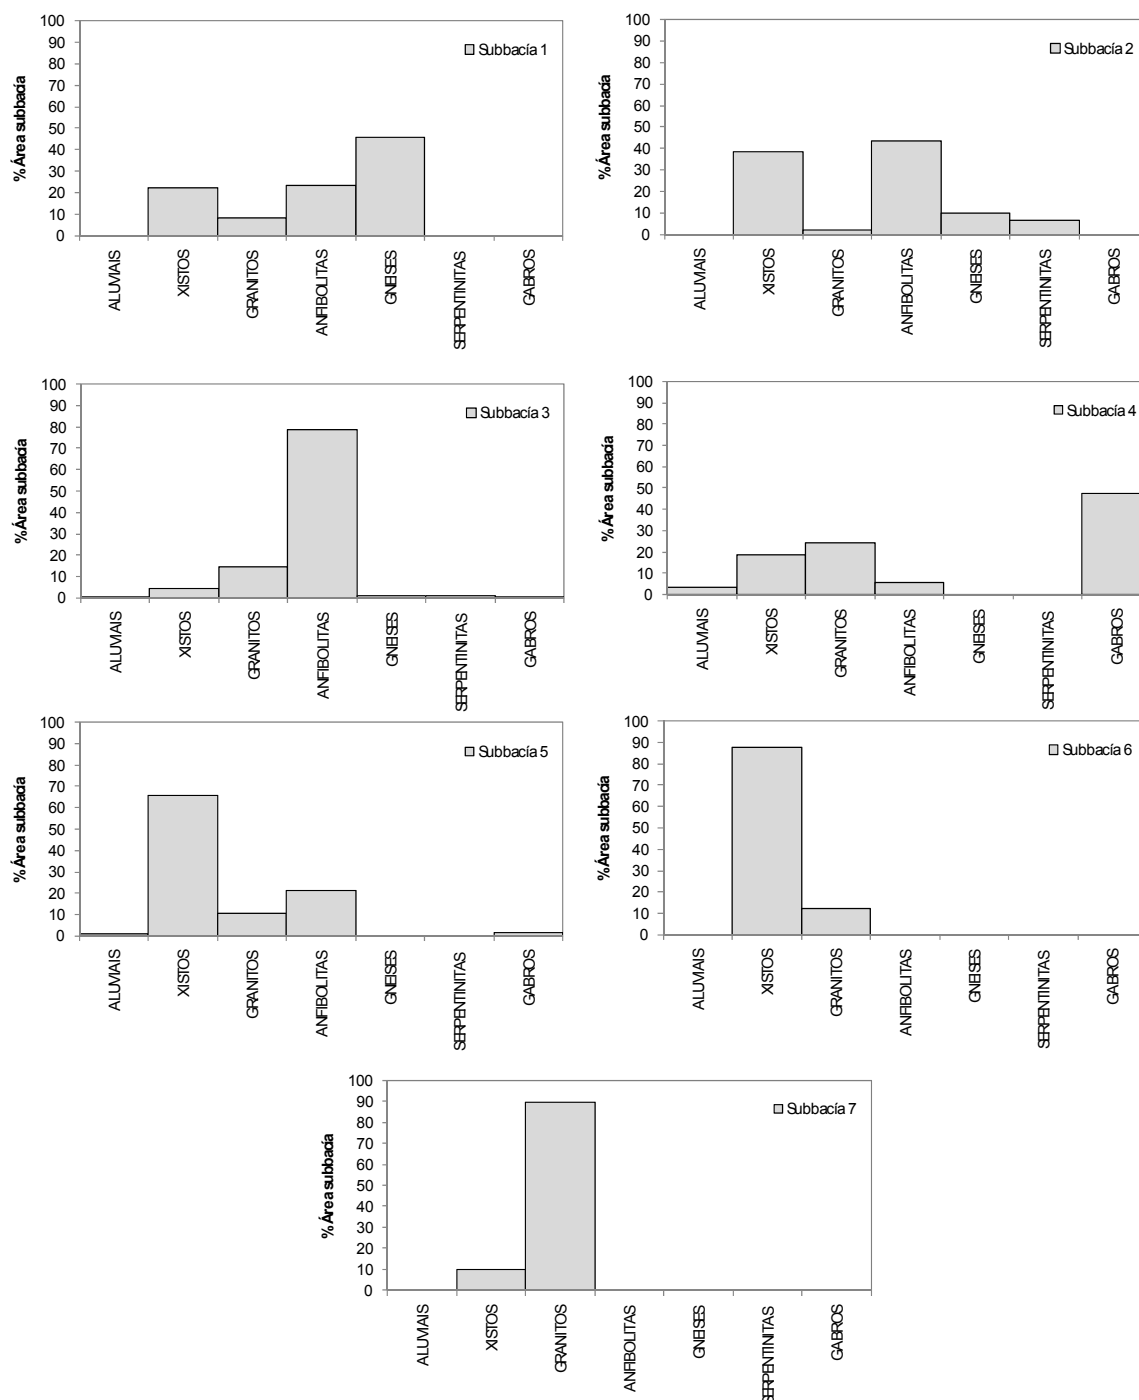 100
90
80
70
60
50
40
30
20
10
0
% Área subbacía
Subbacía 1
ALUVIAIS
XISTOS
GRANITOS
ANFIBOLITAS
GNEISES
SERPENTINITAS
GABROS
100
90
80
70
60
50
40
30
20
10
0
% Área subbacía
Subbacía 2
ALUVIAIS
XISTOS
GRANITOS
ANFIBOLITAS
GNEISES
SERPENTINITAS
GABROS
100
90
80
70
60
50
40
30
20
10
0
% Área subbacía
Subbacía 3
ALUVIAIS
XISTOS
GRANITOS
ANFIBOLITAS
GNEISES
SERPENTINITAS
GABROS
100
90
80
70
60
50
40
30
20
10
0
% Área subbacía
Subbacía 4
ALUVIAIS
XISTOS
GRANITOS
ANFIBOLITAS
GNEISES
SERPENTINITAS
GABROS
100
90
80
70
60
50
40
30
20
10
0
% Área subbacía
Subbacía 5
ALUVIAIS
XISTOS
GRANITOS
ANFIBOLITAS
GNEISES
SERPENTINITAS
GABROS
100
90
80
70
60
50
40
30
20
10
0
% Área subbacía
Subbacía 6
ALUVIAIS
XISTOS
GRANITOS
ANFIBOLITAS
GNEISES
SERPENTINITAS
GABROS
100
90
80
70
60
50
40
30
20
10
0
% Área subbacía
Subbacía 7
ALUVIAIS
XISTOS
GRANITOS
ANFIBOLITAS
GNEISES
SERPENTINITAS
GABROS